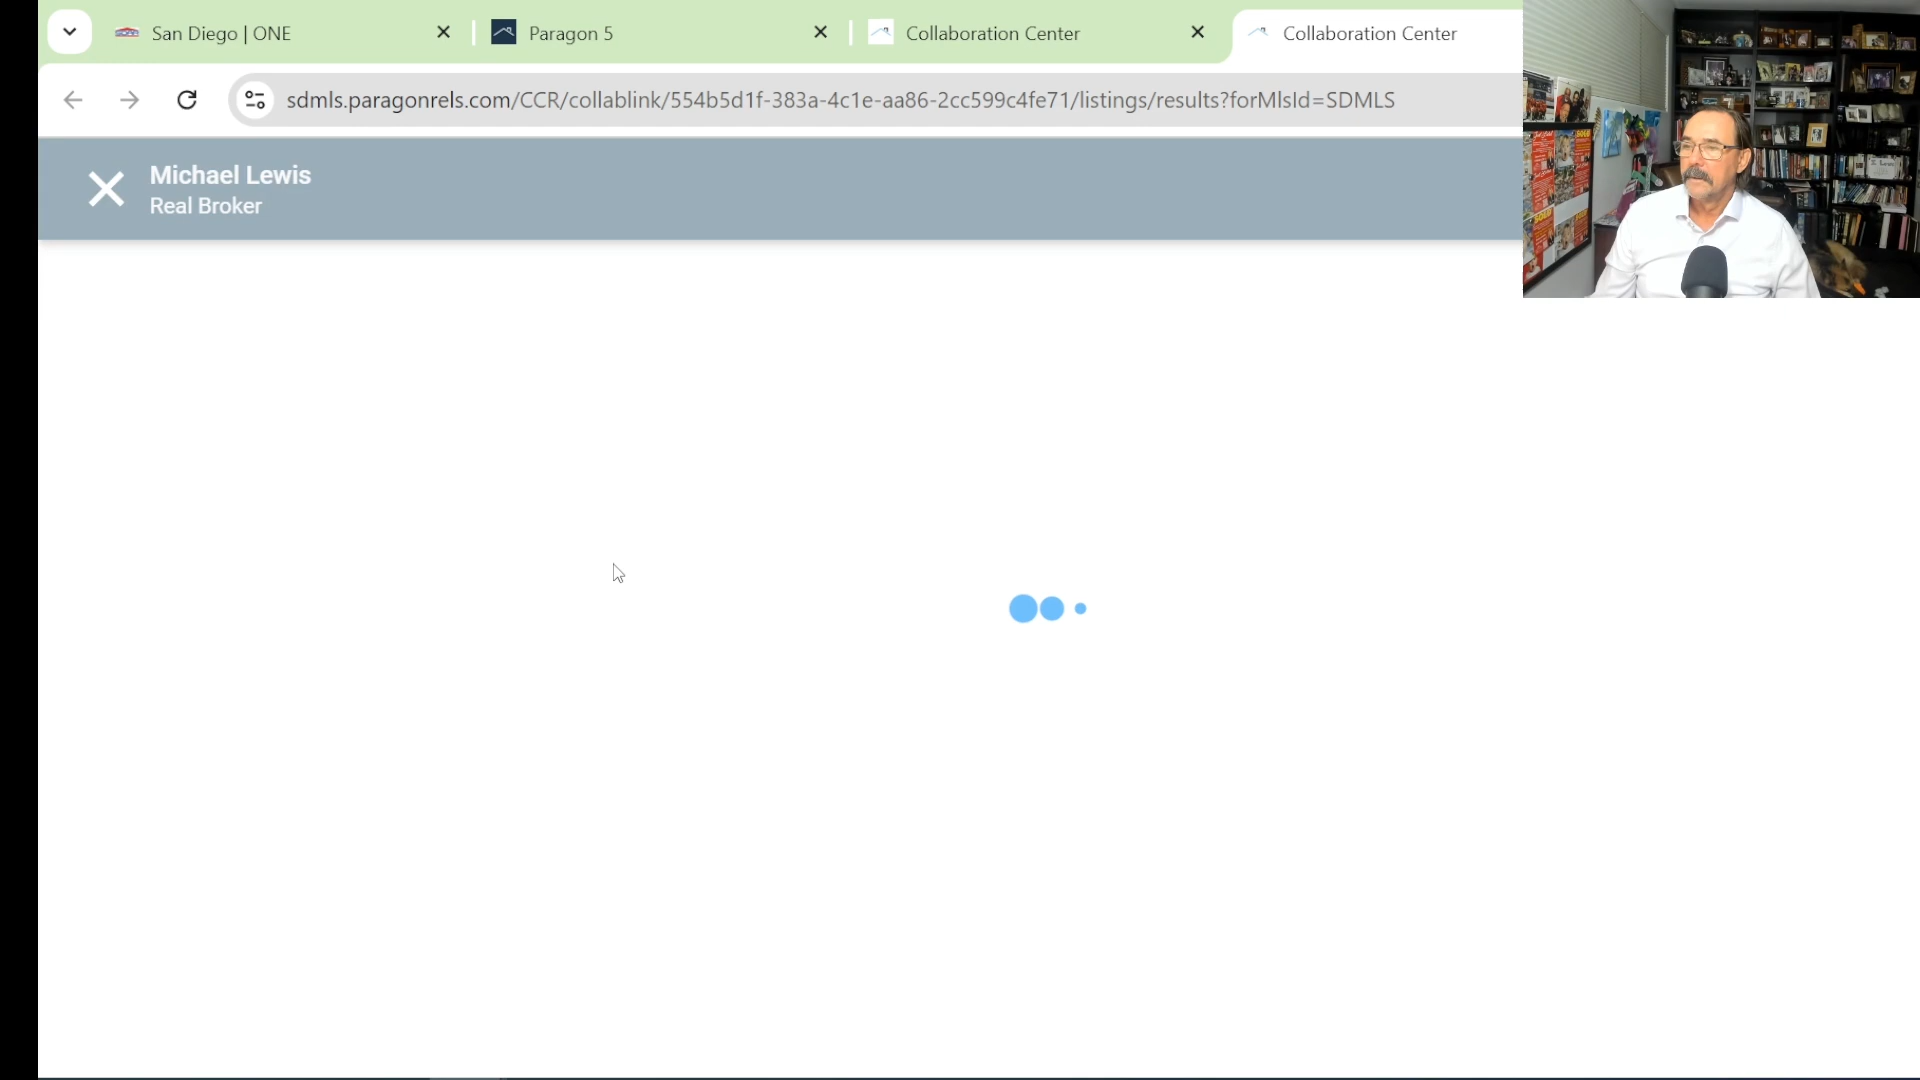 San Diego | ONE
Paragon 5
Collaboration Center
Collaboration Center
sdmls.paragonrels.com/CCR/collablink/554b5d1f-383a-4c1e-aa86-2cc599c4fe71/listings/results?forMlsId=SDMLS
Michael Lewis
Real Broker